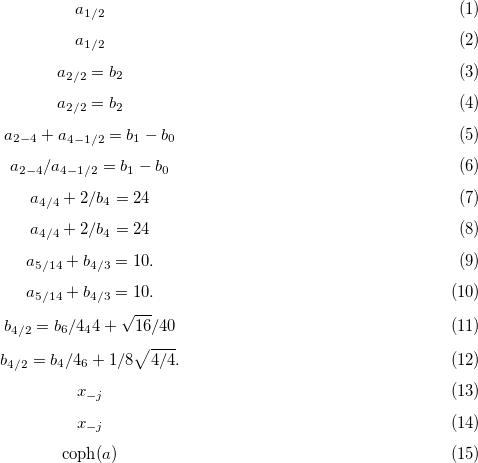 a_{1/2} (1)
a_{1/2} (2)
a_{2/2} = b_2 (3)
a_{2/2} = b_2 (4)
a_{2-4} + a_{4-1/2} = b_1 - b_0 (5)
a_{2-4}/a_{4-1/2} = b_1 - b_0 (6)
a_{4/4} + 2/b_4 = 24 (7)
a_{4/4} + 2/b_4 = 24 (8)
a_{5/14} + b_{4/3} = 10. (9)
a_{5/14} + b_{4/3} = 10. (10)
b_{4/2} = b_6/4_4 4 + \sqrt{16}/40 (11)
b_{4/2} = b_4/4_6 + 1/8\sqrt{4/4}. (12)
x_{-j} (13)
x_{-j} (14)
coph(a) (15)